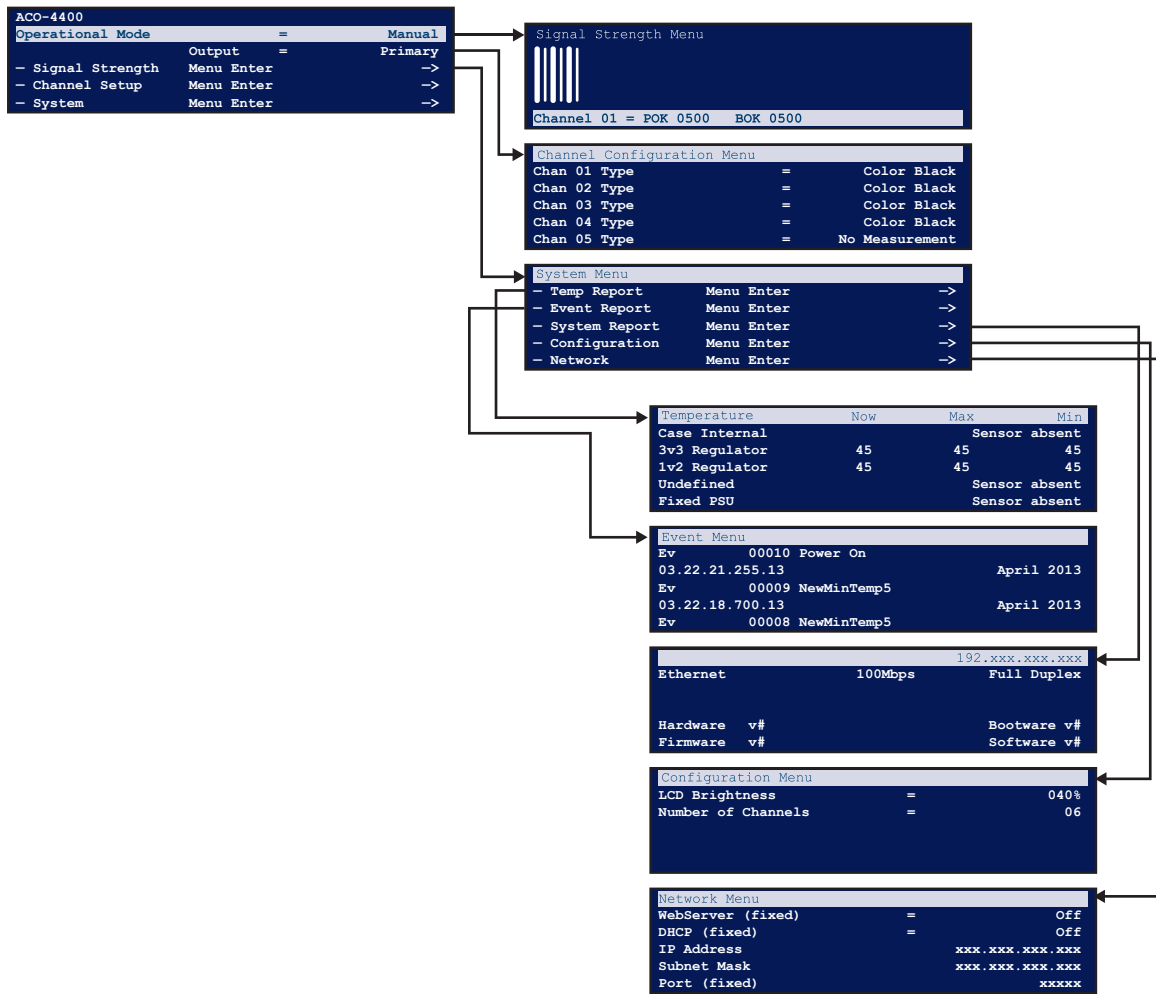 ACO-4400
Operational Mode = Manual
Output = Primary
— Signal Strength Menu Enter —>
— Channel Setup Menu Enter —>
— System Menu Enter —>
Signal Strength Menu
Channel 01 = POK 0500 BOK 0500
Channel Configuration Menu
Chan 01 Type = Color Black
Chan 02 Type = Color Black
Chan 03 Type = Color Black
Chan 04 Type = Color Black
Chan 05 Type = No Measurement
System Menu
— Temp Report Menu Enter —>
— Event Report Menu Enter —>
— System Report Menu Enter —>
— Configuration Menu Enter —>
— Network Menu Enter —>
Temperature Now Max Min
Case Internal Sensor absent
3v3 Regulator 45 45 45
1v2 Regulator 45 45 45
Undefined Sensor absent
Fixed PSU Sensor absent
Event Menu
Ev 00010 Power On
03.22.21.255.13 April 2013
Ev 00009 NewMinTemp5
03.22.18.700.13 April 2013
Ev 00008 NewMinTemp5
192.xxx.xxx.xxx
Ethernet 100Mbps Full Duplex
Hardware v# Bootware v#
Firmware v# Software v#
Configuration Menu
LCD Brightness = 040%
Number of Channels = 06
Network Menu
WebServer (fixed) = Off
DHCP (fixed) = Off
IP Address xxx.xxx.xxx.xxx
Subnet Mask xxx.xxx.xxx.xxx
Port (fixed) xxxxx